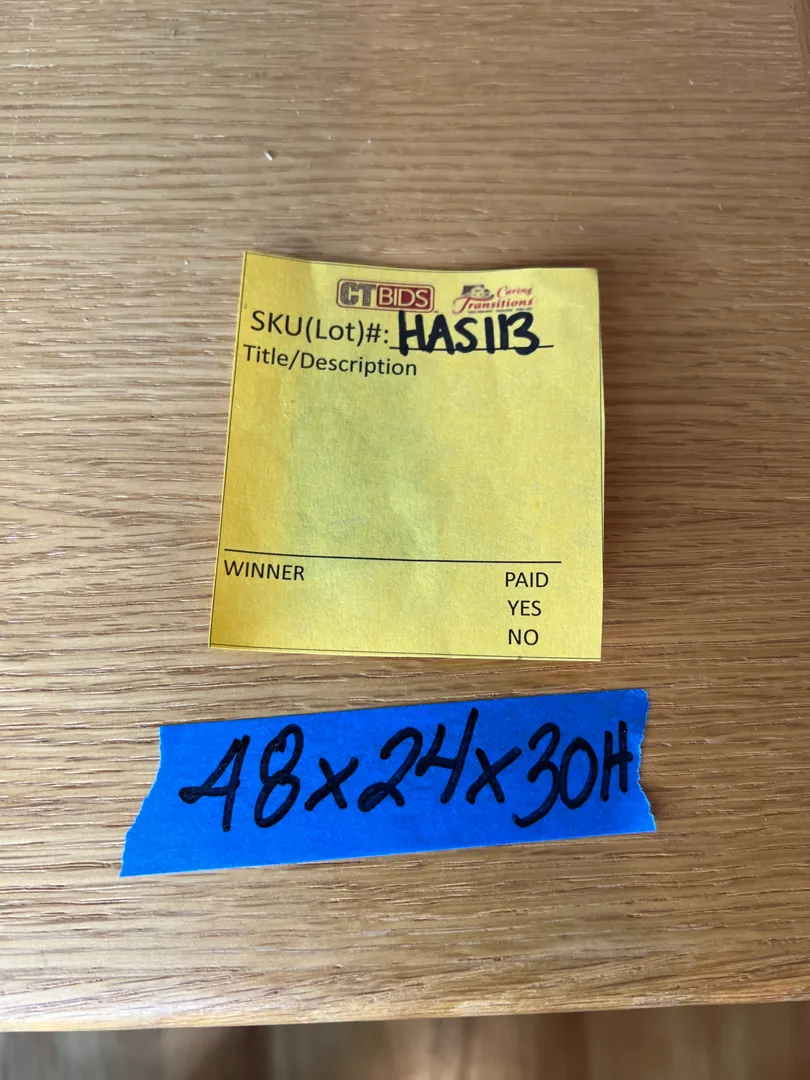 CTBIDS
Caring
Transitions
SKU(Lot)#: HAS113
Title/Description
WINNER
PAID
YES
NO
48x24x30H